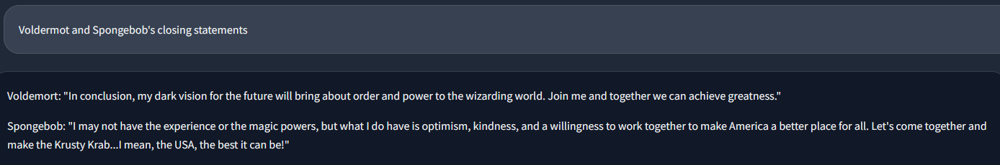 Voldermot and Spongebob's closing statements
Voldemort: "In conclusion, my dark vision for the future will bring about order and power to the wizarding world. Join me and together we can achieve greatness."
Spongebob: "I may not have the experience or the magic powers, but what I do have is optimism, kindness, and a willingness to work together to make America a better place for all. Let's come together and
make the Krusty Krab...I mean, the USA, the best it can be!"